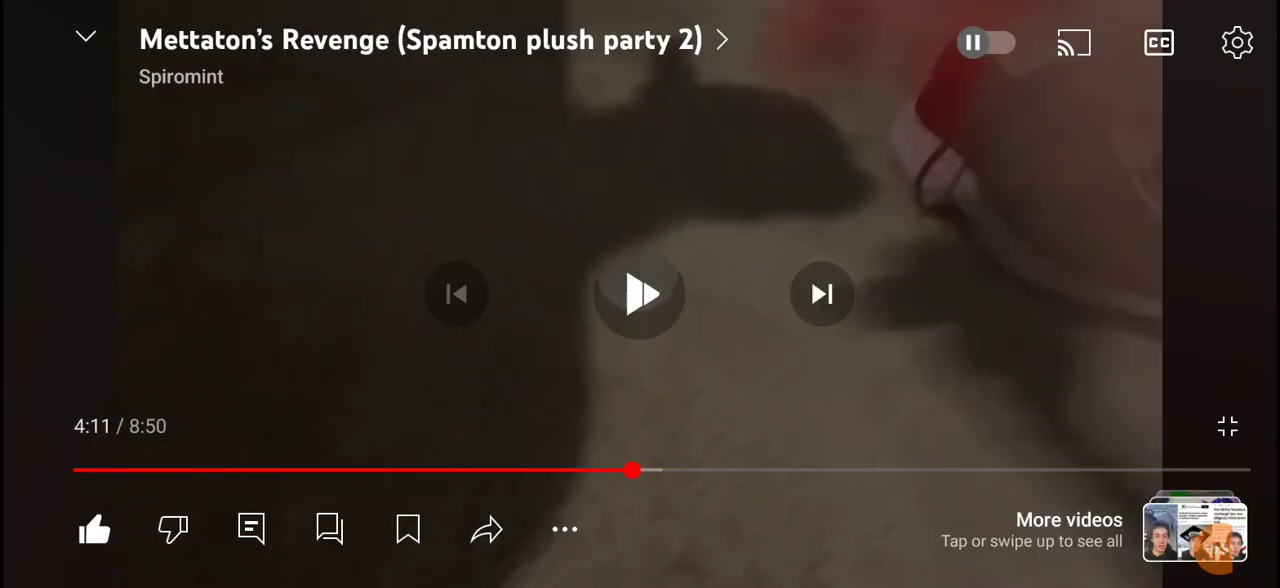 Mettaton's Revenge (Spamton plush party 2)
Spiromint
CC
4:11 / 8:50
More videos
Tap or swipe up to see all